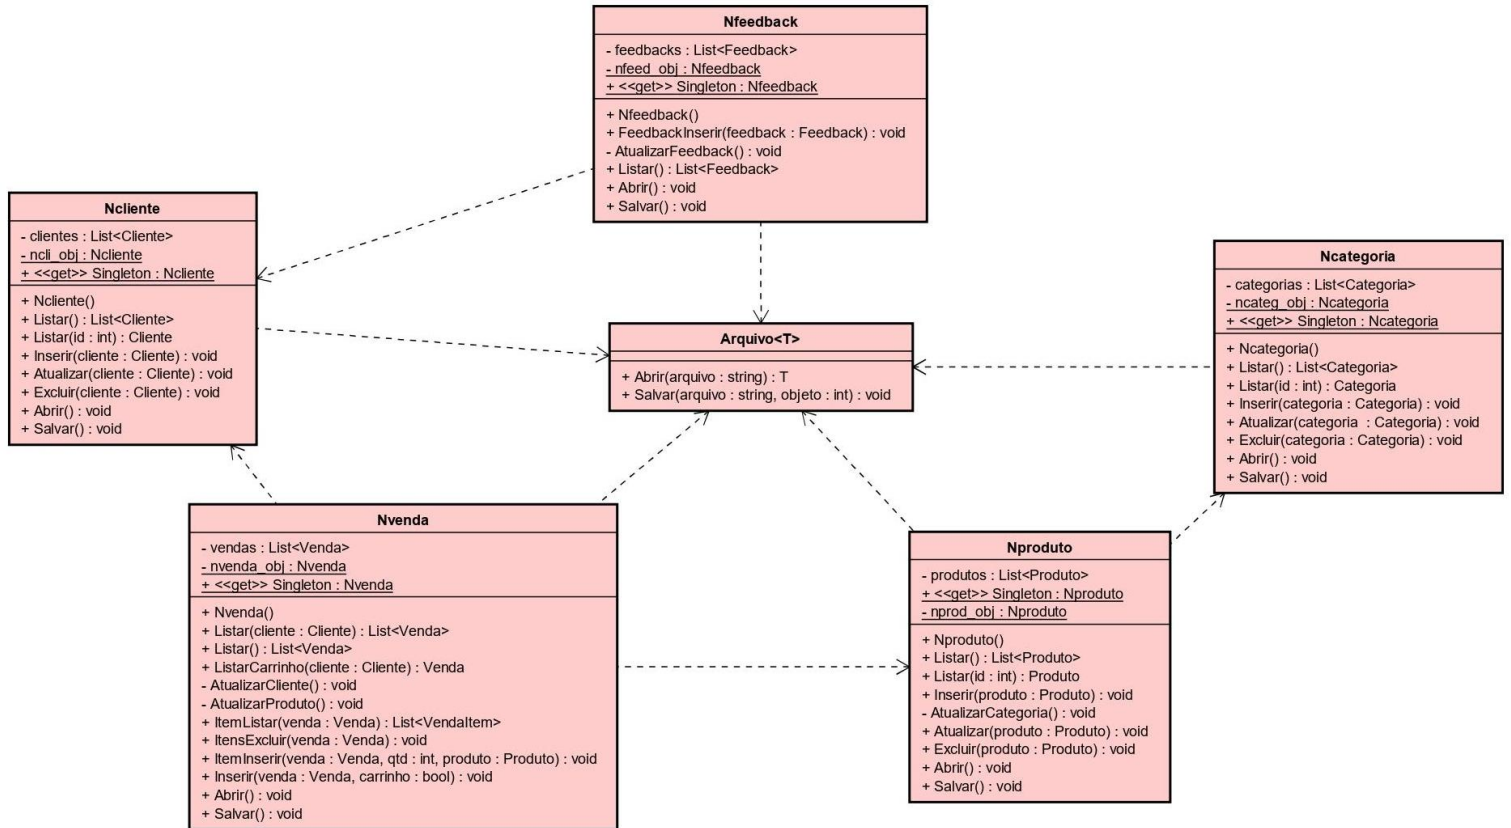 Nfeedback
- feedbacks : List<Feedback>
- nfeed_obj : Nfeedback
+ <<get>> Singleton : Nfeedback
+ Nfeedback()
+ FeedbackInserir(feedback : Feedback) : void
- AtualizarFeedback() : void
+ Listar() : List<Feedback>
+ Abrir() : void
+ Salvar() : void
Ncliente
- clientes : List<Cliente>
- ncli_obj : Ncliente
+ <<get>> Singleton : Ncliente
+ Ncliente()
+ Listar() : List<Cliente>
+ Listar(id : int) : Cliente
+ Inserir(cliente : Cliente) : void
+ Atualizar(cliente : Cliente) : void
+ Excluir(cliente : Cliente) : void
+ Abrir() : void
+ Salvar() : void
Ncategoria
- categorias : List<Categoria>
- ncateg_obj : Ncategoria
+ <<get>> Singleton : Ncategoria
+ Ncategoria()
+ Listar() : List<Categoria>
+ Listar(id : int) : Categoria
+ Inserir(categoria : Categoria) : void
+ Atualizar(categoria  : Categoria) : void
+ Excluir(categoria : Categoria) : void
+ Abrir() : void
+ Salvar() : void
Arquivo<T>
+ Abrir(arquivo : string) : T
+ Salvar(arquivo : string, objeto : int) : void
Nvenda
- vendas : List<Venda>
- nvenda_obj : Nvenda
+ <<get>> Singleton : Nvenda
+ Nvenda()
+ Listar(cliente : Cliente) : List<Venda>
+ Listar() : List<Venda>
+ ListarCarrinho(cliente : Cliente) : Venda
- AtualizarCliente() : void
- AtualizarProduto() : void
+ ItemListar(venda : Venda) : List<VendaItem>
+ ItensExcluir(venda : Venda) : void
+ ItemInserir(venda : Venda, qtd : int, produto : Produto) : void
+ Inserir(venda : Venda, carrinho : bool) : void
+ Abrir() : void
+ Salvar() : void
Nproduto
- produtos : List<Produto>
+ <<get>> Singleton : Nproduto
- nprod_obj : Nproduto
+ Nproduto()
+ Listar() : List<Produto>
+ Listar(id : int) : Produto
+ Inserir(produto : Produto) : void
- AtualizarCategoria() : void
+ Atualizar(produto : Produto) : void
+ Excluir(produto : Produto) : void
+ Abrir() : void
+ Salvar() : void